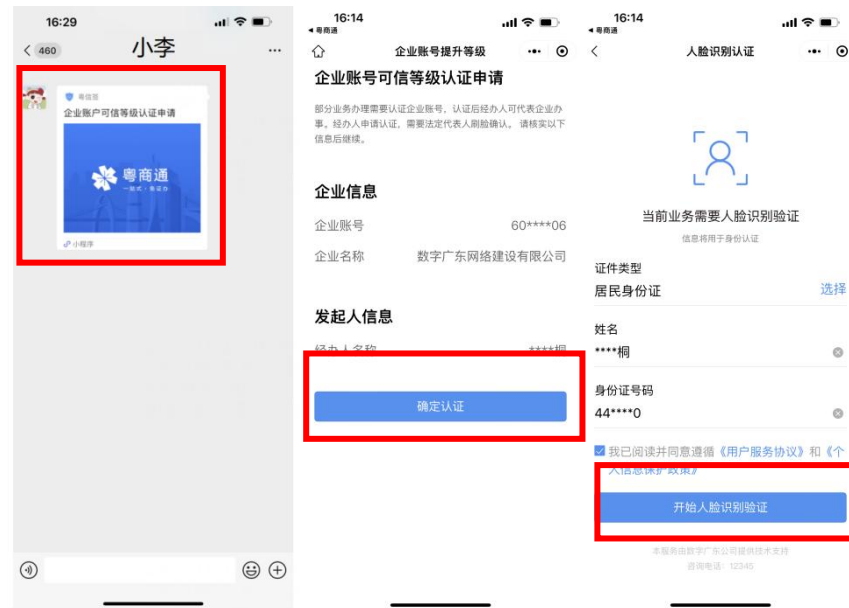 16:29
460
小李
粤信签
企业账户可信等级认证申请
粤商通
一站式·免证办
小程序
16:14
粤商通
企业账号提升等级
企业账号可信等级认证申请
部分业务办理需要认证企业账号，认证后经办人可代表企业办
事。经办人申请认证，需要法定代表人刷脸确认。 请核实以下
信息后继续。
企业信息
企业账号 60****06
企业名称 数字广东网络建设有限公司
发起人信息
经办人名称 ****桐
确定认证
16:14
粤商通
人脸识别认证
当前业务需要人脸识别验证
信息将用于身份认证
证件类型
居民身份证 选择
姓名
****桐
身份证号码
44****0
我已阅读并同意遵循《用户服务协议》和《个
人信息保护政策》
开始人脸识别验证
本服务由数字广东公司提供技术支持
咨询电话：12345